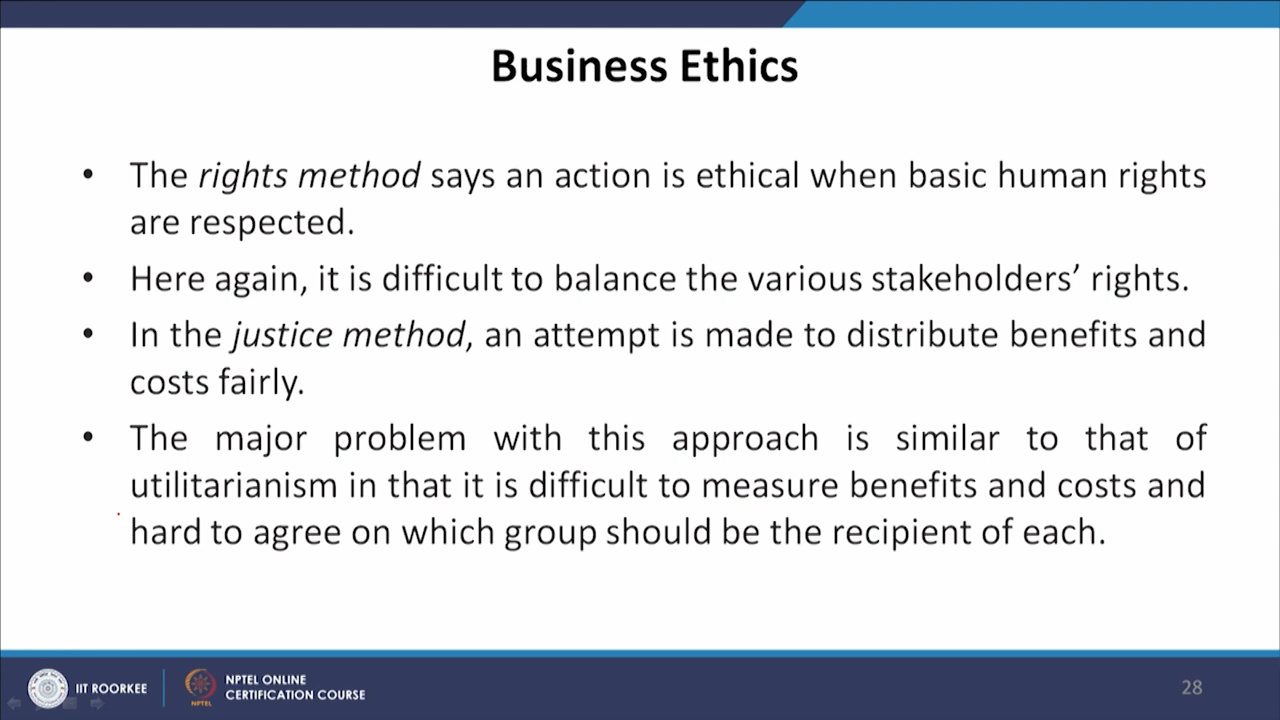 Business Ethics
• The rights method says an action is ethical when basic human rights
are respected.
• Here again, it is difficult to balance the various stakeholders’ rights.
• In the justice method, an attempt is made to distribute benefits and
costs fairly.
• The major problem with this approach is similar to that of
utilitarianism in that it is difficult to measure benefits and costs and
hard to agree on which group should be the recipient of each.
IIT ROORKEE
NPTEL
NPTEL ONLINE
CERTIFICATION COURSE
28